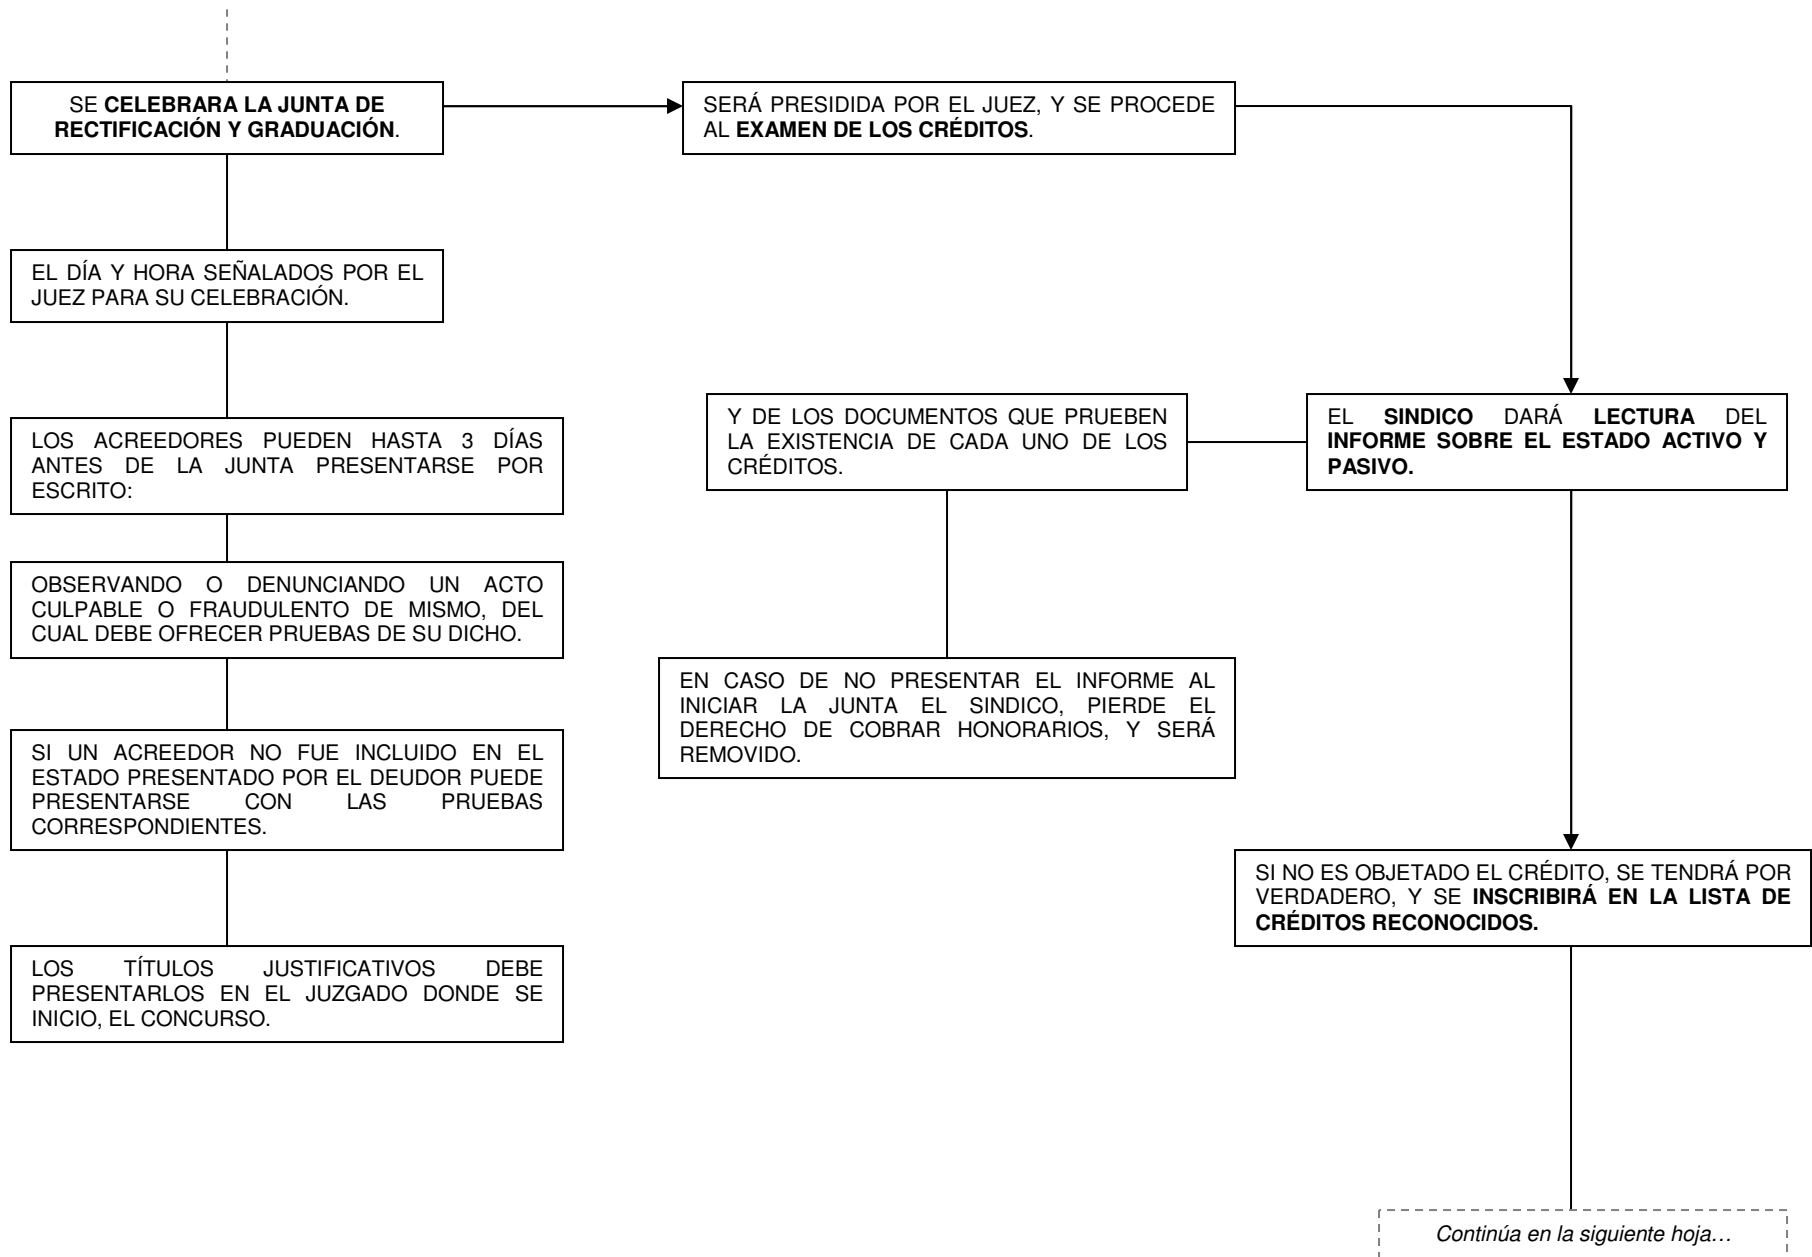 SE CELEBRARA LA JUNTA DE
RECTIFICACIÓN Y GRADUACIÓN.
SERÁ PRESIDIDA POR EL JUEZ, Y SE PROCEDE
AL EXAMEN DE LOS CRÉDITOS.
EL DÍA Y HORA SEÑALADOS POR EL
JUEZ PARA SU CELEBRACIÓN.
LOS ACREEDORES PUEDEN HASTA 3 DÍAS
ANTES DE LA JUNTA PRESENTARSE POR
ESCRITO:
OBSERVANDO O DENUNCIANDO UN ACTO
CULPABLE O FRAUDULENTO DE MISMO, DEL
CUAL DEBE OFRECER PRUEBAS DE SU DICHO.
SI UN ACREEDOR NO FUE INCLUIDO EN EL
ESTADO PRESENTADO POR EL DEUDOR PUEDE
PRESENTARSE CON LAS PRUEBAS
CORRESPONDIENTES.
LOS TÍTULOS JUSTIFICATIVOS DEBE
PRESENTARLOS EN EL JUZGADO DONDE SE
INICIO, EL CONCURSO.
Y DE LOS DOCUMENTOS QUE PRUEBEN
LA EXISTENCIA DE CADA UNO DE LOS
CRÉDITOS.
EN CASO DE NO PRESENTAR EL INFORME AL
INICIAR LA JUNTA EL SINDICO, PIERDE EL
DERECHO DE COBRAR HONORARIOS, Y SERÁ
REMOVIDO.
EL SINDICO DARÁ LECTURA DEL
INFORME SOBRE EL ESTADO ACTIVO Y
PASIVO.
SI NO ES OBJETADO EL CRÉDITO, SE TENDRÁ POR
VERDADERO, Y SE INSCRIBIRÁ EN LA LISTA DE
CRÉDITOS RECONOCIDOS.
Continúa en la siguiente hoja…